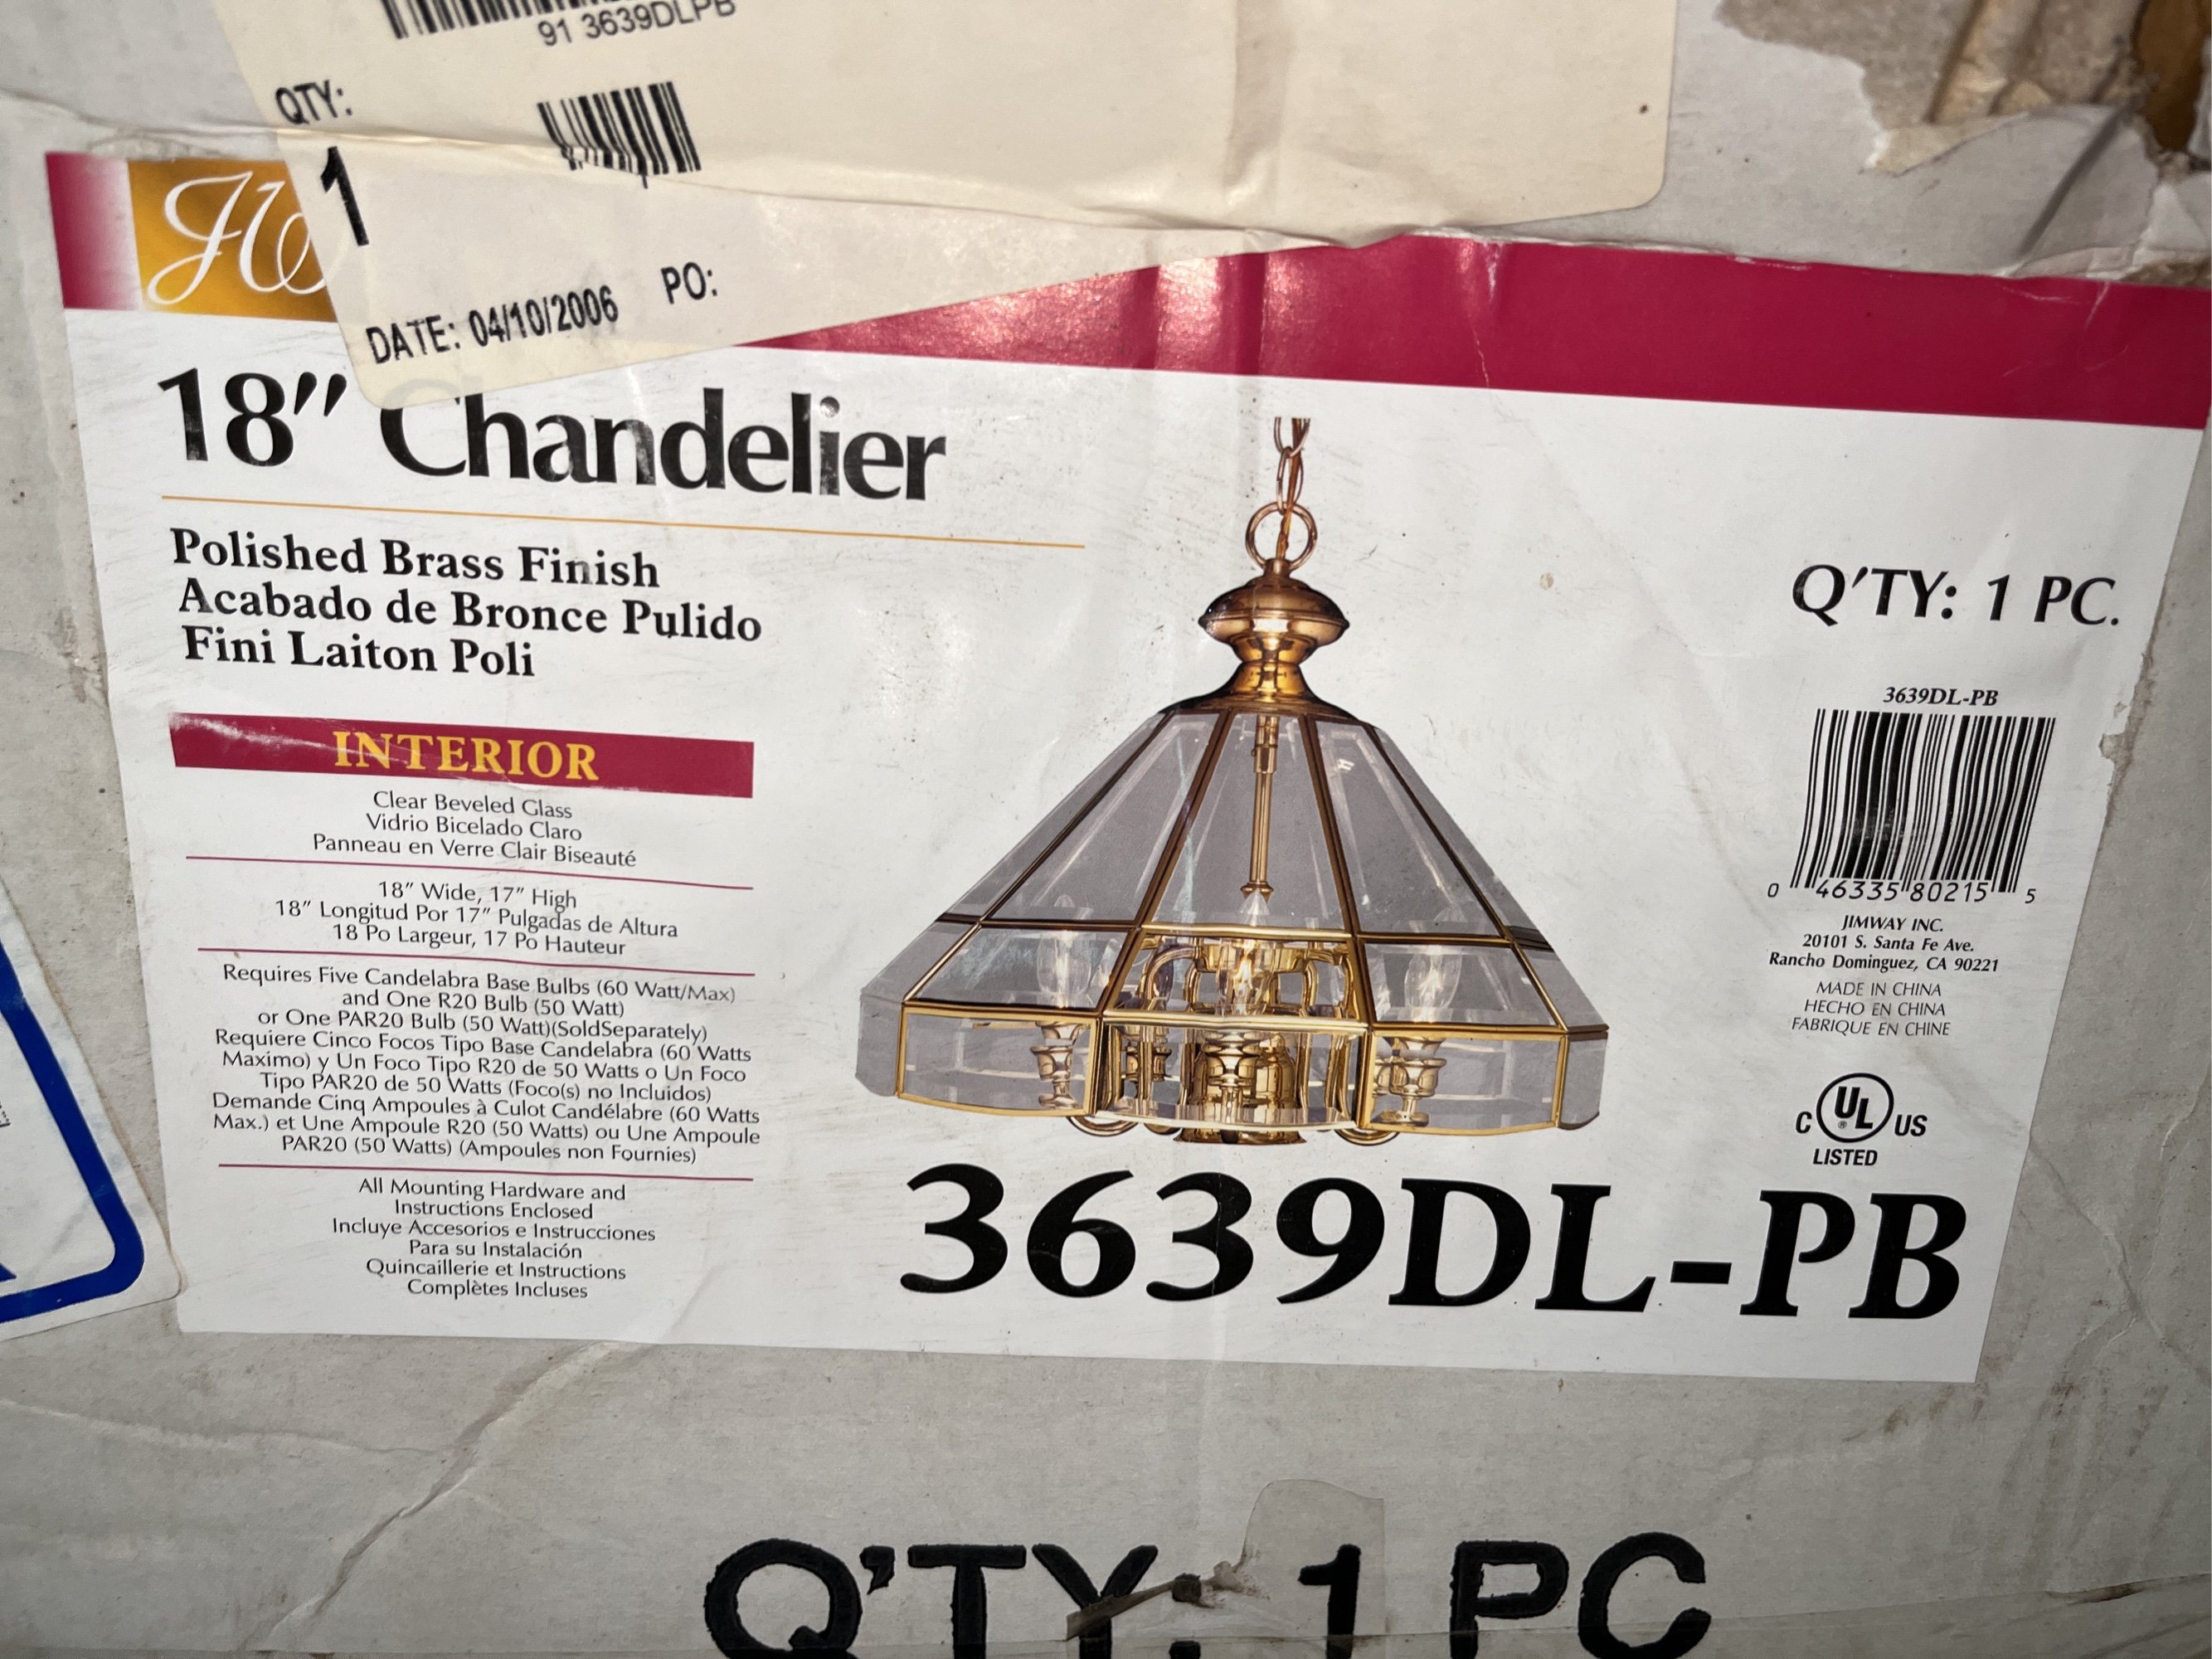 91 3639DLPB
QTY:
1
DATE: 04/10/2006 PO:
18" Chandelier
Polished Brass Finish
Acabado de Bronce Pulido
Fini Laiton Poli
INTERIOR
Clear Beveled Glass
Vidrio Bicelado Claro
Panneau en Verre Clair Biseauté
18" Wide, 17" High
18" Longitud Por 17" Pulgadas de Altura
18 Po Largeur, 17 Po Hauteur
Requires Five Candelabra Base Bulbs (60 Watt/Max)
and One R20 Bulb (50 Watt)
or One PAR20 Bulb (50 Watt)(SoldSeparately)
Requiere Cinco Focos Tipo Base Candelabra (60 Watts
Maximo) y Un Foco Tipo R20 de 50 Watts o Un Foco
Tipo PAR20 de 50 Watts (Foco(s) no Incluidos)
Demande Cinq Ampoules à Culot Candélabre (60 Watts
Max.) et Une Ampoule R20 (50 Watts) ou Une Ampoule
PAR20 (50 Watts) (Ampoules non Fournies)
All Mounting Hardware and
Instructions Enclosed
Incluye Accesorios e Instrucciones
Para su Instalación
Quincaillerie et Instructions
Complètes Incluses
Q'TY: 1 PC.
3639DL-PB
0 46335 80215 5
JIMWAY INC.
20101 S. Santa Fe Ave.
Rancho Dominguez, CA 90221
MADE IN CHINA
HECHO EN CHINA
FABRIQUE EN CHINE
C UL ® US
LISTED
3639DL-PB
Q'TY: 1 PC